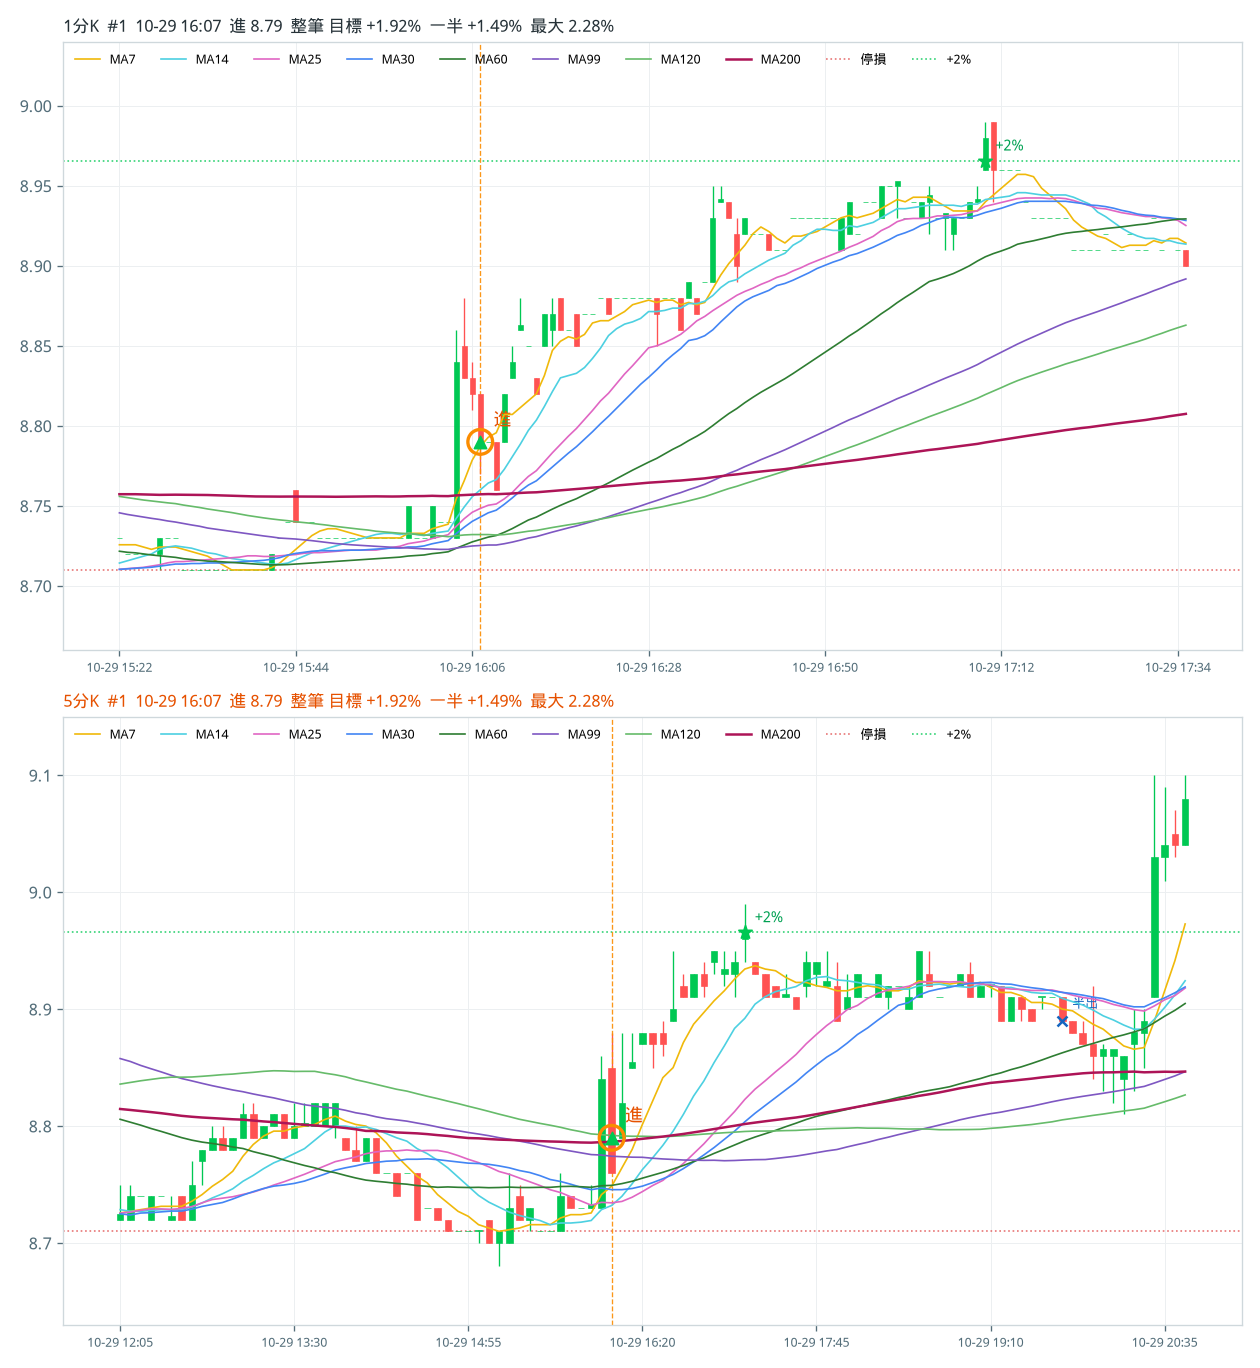 1分K  #1  10-29 16:07  進 8.79  整筆 目標 +1.92%  一半 +1.49%  最大 2.28%
MA7 MA14 MA25 MA30 MA60 MA99 MA120 MA200 停損 +2%
9.00
+2%
8.95
8.90
8.85
進
8.80
8.75
8.70
10-29 15:22 10-29 15:44 10-29 16:06 10-29 16:28 10-29 16:50 10-29 17:12 10-29 17:34
5分K  #1  10-29 16:07  進 8.79  整筆 目標 +1.92%  一半 +1.49%  最大 2.28%
MA7 MA14 MA25 MA30 MA60 MA99 MA120 MA200 停損 +2%
9.1
9.0
+2%
8.9
半出
進
8.8
8.7
10-29 12:05 10-29 13:30 10-29 14:55 10-29 16:20 10-29 17:45 10-29 19:10 10-29 20:35